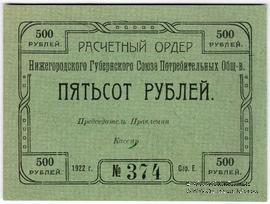 500 РУБЛЕЙ. РАСЧЕТНЫЙ ОРДЕР 500 РУБЛЕЙ.
Нижегородского Губернского Союза Потребительных Общ-в.
ПЯТЬСОТ РУБЛЕЙ.
Председатель Правления
Кассир
500 РУБЛЕЙ. 1922 г. № 374 Стр. Е. 500 РУБЛЕЙ.